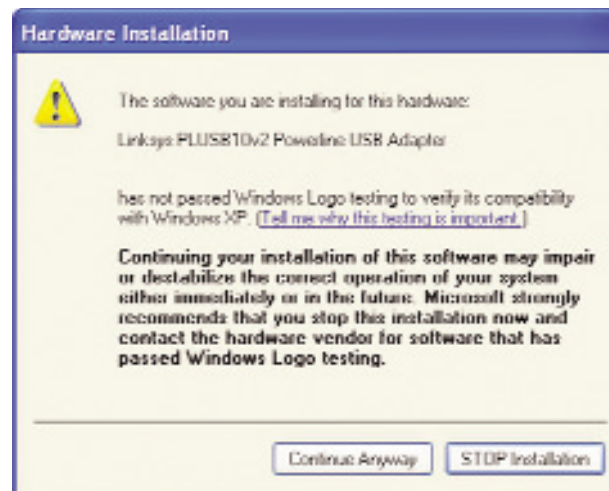 Hardware Installation
The software you are installing for this hardware:
Linksys PLUSB10v2 Powerline USB Adapter
has not passed Windows Logo testing to verify its compatibility
with Windows XP. (Tell me why this testing is important.)
Continuing your installation of this software may impair
or destabilize the correct operation of your system
either immediately or in the future. Microsoft strongly
recommends that you stop this installation now and
contact the hardware vendor for software that has
passed Windows Logo testing.
Continue Anyway
STOP Installation